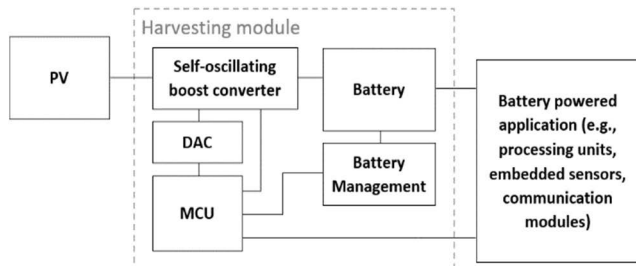 Harvesting module
PV
Self-oscillating
boost converter
Battery
DAC
Battery
Management
MCU
Battery powered
application (e.g.,
processing units,
embedded sensors,
communication
modules)